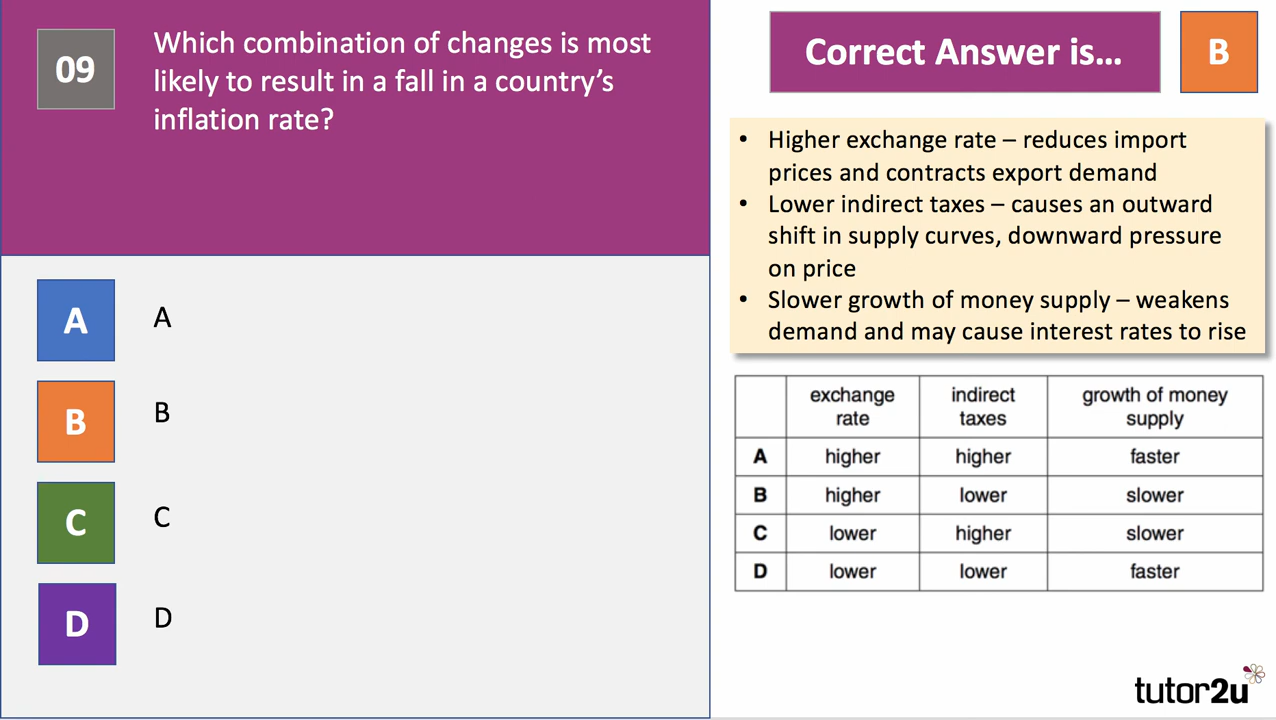 09
Which combination of changes is most
likely to result in a fall in a country’s
inflation rate?
A A
B B
C C
D D
Correct Answer is… B
• Higher exchange rate – reduces import
prices and contracts export demand
• Lower indirect taxes – causes an outward
shift in supply curves, downward pressure
on price
• Slower growth of money supply – weakens
demand and may cause interest rates to rise
exchange indirect growth of money
rate taxes supply
A higher higher faster
B higher lower slower
C lower higher slower
D lower lower faster
tutor2u